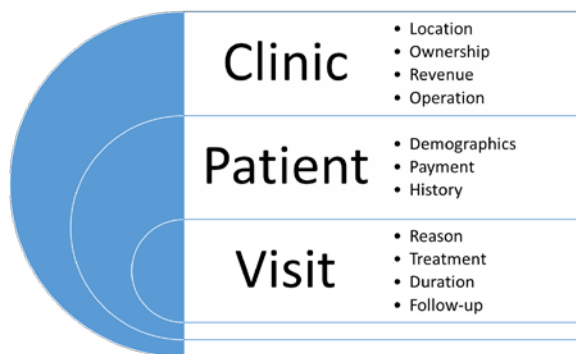 Clinic
• Location
• Ownership
• Revenue
• Operation
Patient
• Demographics
• Payment
• History
Visit
• Reason
• Treatment
• Duration
• Follow-up